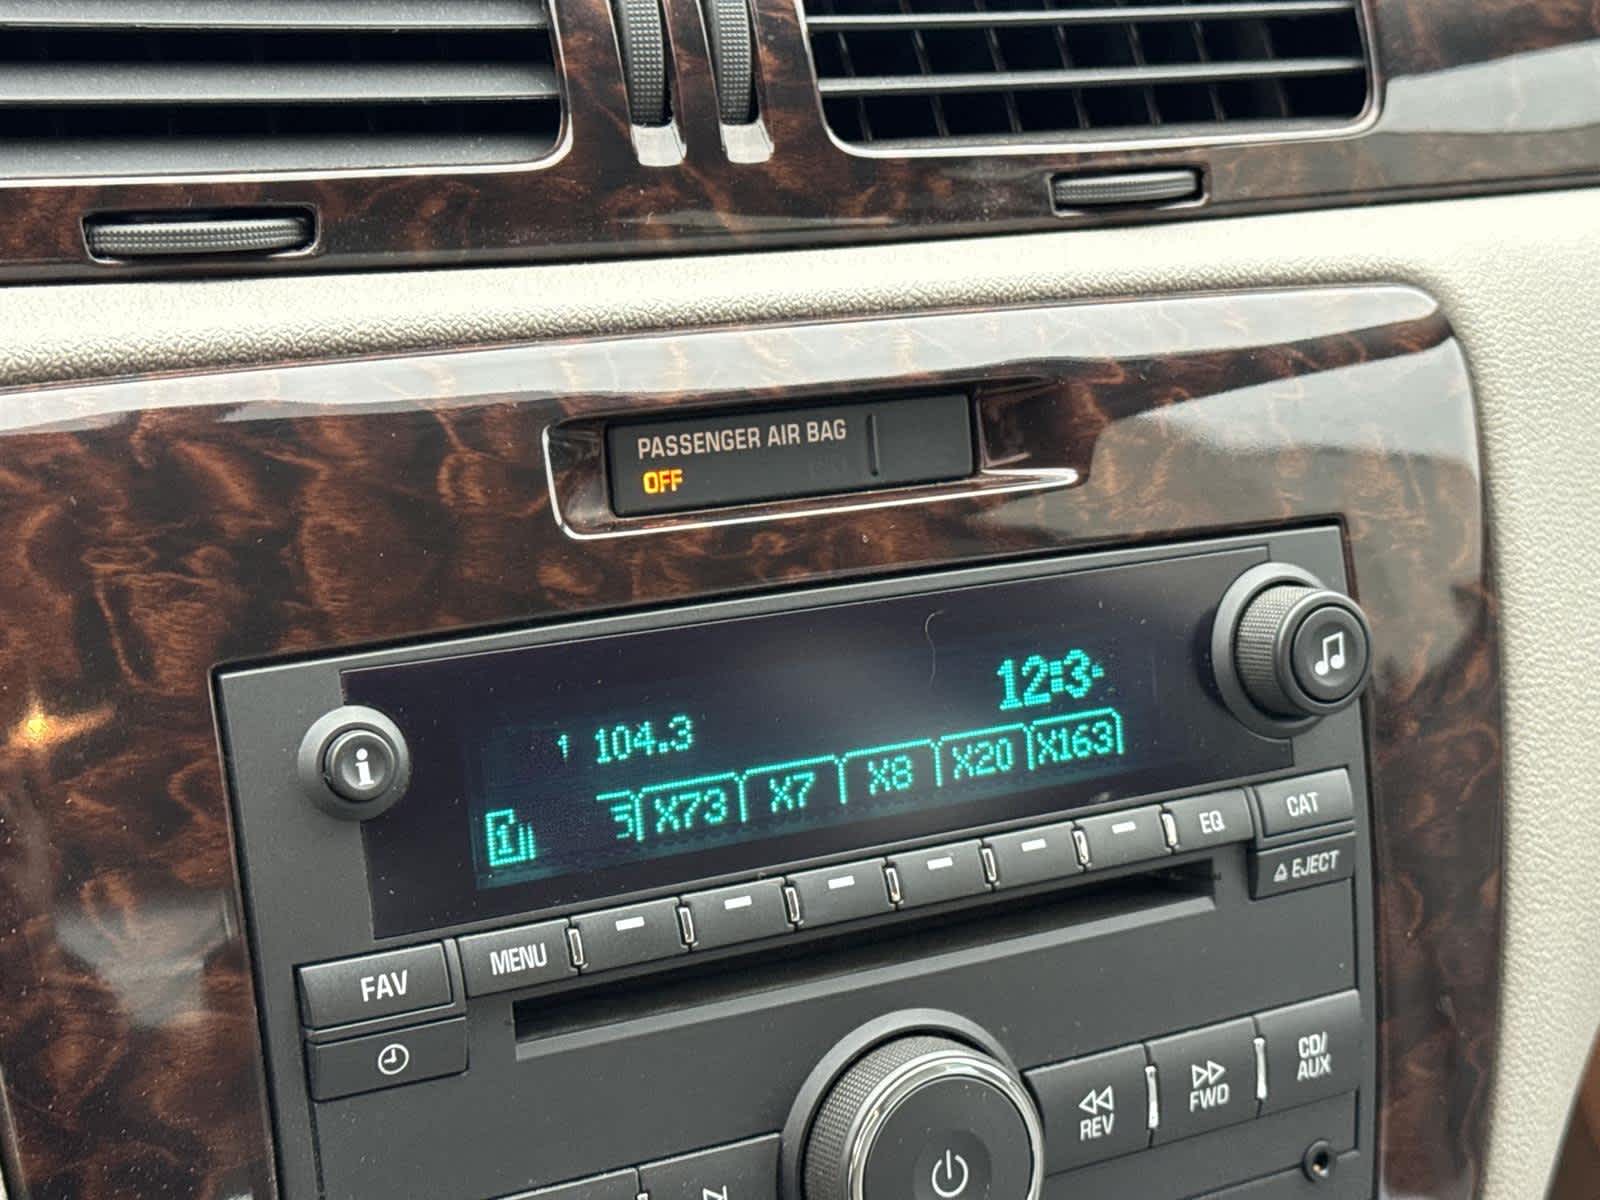 PASSENGER AIR BAG
OFF
12:3
1 104.3
1 X73 X7 X8 X20 X163
i
FAV MENU EQ CAT
EJECT
REV FWD CD/
AUX